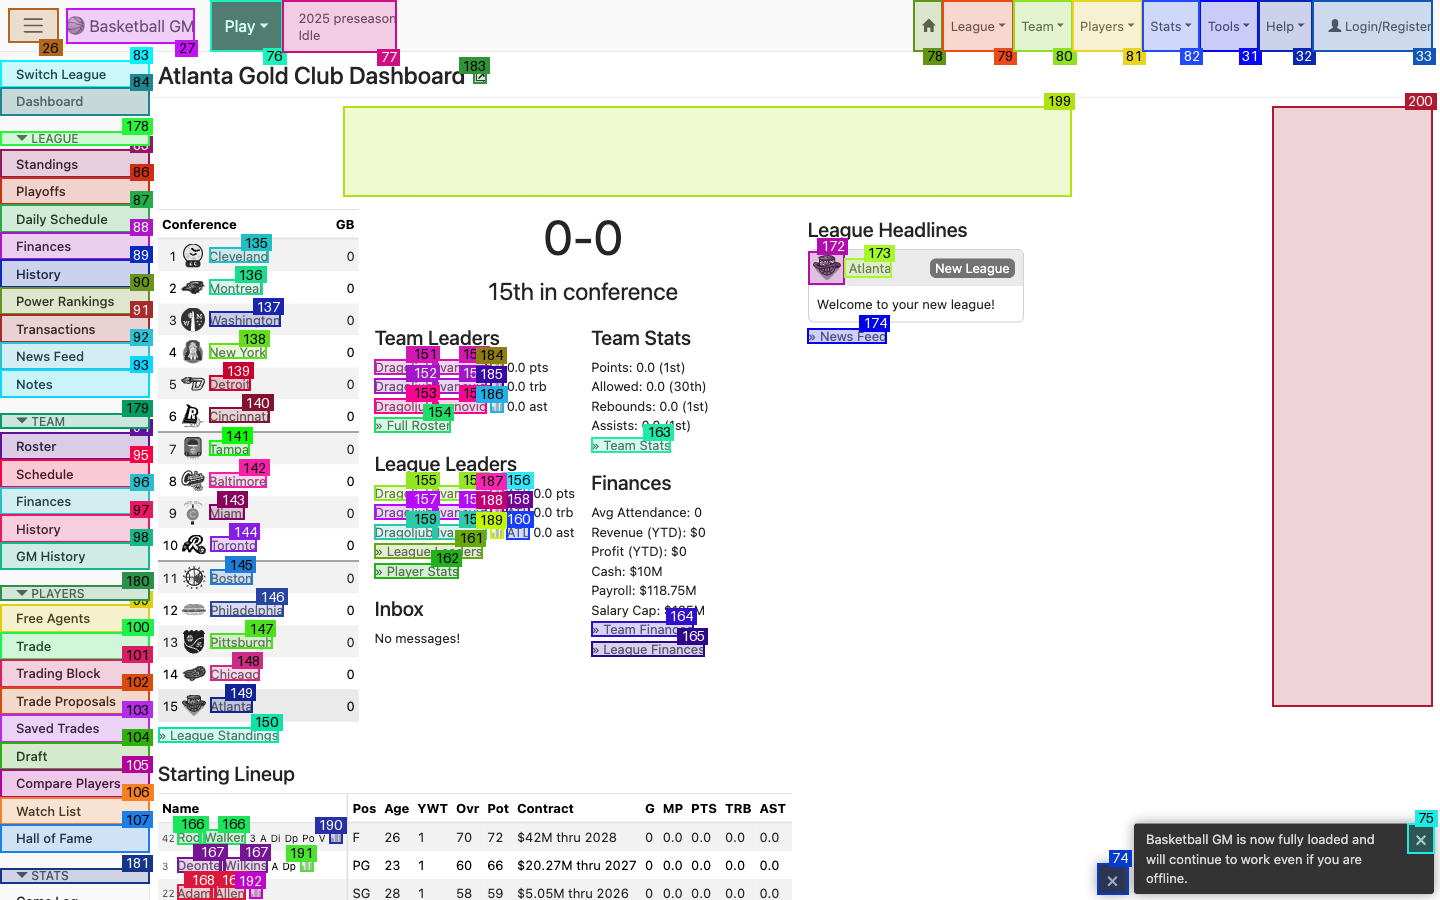 Basketball GM
Play
2025 preseason
Idle
League
Team
Players
Stats
Tools
Help
Login/Register
26
27
76
77
78
79
80
81
82
31
32
33
Switch League
83
Dashboard
84
LEAGUE
178
Standings
86
Playoffs
87
Daily Schedule
88
Finances
89
History
90
Power Rankings
91
Transactions
92
News Feed
93
Notes
TEAM
179
Roster
95
Schedule
96
Finances
97
History
98
GM History
PLAYERS
180
Free Agents
100
Trade
101
Trading Block
102
Trade Proposals
103
Saved Trades
104
Draft
105
Compare Players
106
Watch List
107
Hall of Fame
STATS
181
Atlanta Gold Club Dashboard
183
199
200
Conference GB
1 Cleveland 135 0
2 Montreal 136 0
3 Washington 137 0
4 New York 138 0
5 Detroit 139 0
6 Cincinnati 140 0
7 Tampa 141 0
8 Baltimore 142 0
9 Miami 143 0
10 Toronto 144 0
11 Boston 145 0
12 Philadelphia 146 0
13 Pittsburgh 147 0
14 Chicago 148 0
15 Atlanta 149 0
» League Standings 150
0-0
15th in conference
Team Leaders
151 184 0.0 pts
152 185 0.0 trb
153 186 0.0 ast
» Full Roster 154
League Leaders
155 187 156 0.0 pts
157 188 158 0.0 trb
Dragoljub 159 189 160 ATL 0.0 ast
» League Leaders 161
» Player Stats 162
Inbox
No messages!
Team Stats
Points: 0.0 (1st)
Allowed: 0.0 (30th)
Rebounds: 0.0 (1st)
Assists: 0.0 (1st)
» Team Stats 163
Finances
Avg Attendance: 0
Revenue (YTD): $0
Profit (YTD): $0
Cash: $10M
Payroll: $118.75M
Salary Cap:
» Team Finances 164
» League Finances 165
League Headlines
172
173
Atlanta New League
Welcome to your new league!
» News Feed 174
Starting Lineup
Name Pos Age YWT Ovr Pot Contract G MP PTS TRB AST
166 166 190
42 Rod Walker 3 A Di Dp Po V F 26 1 70 72 $42M thru 2028 0 0.0 0.0 0.0 0.0
167 167 191
3 Deonte Wilkins A Dp PG 23 1 60 66 $20.27M thru 2027 0 0.0 0.0 0.0 0.0
168 192
22 Adam Allen SG 28 1 58 59 $5.05M thru 2026 0 0.0 0.0 0.0 0.0
74
75
Basketball GM is now fully loaded and
will continue to work even if you are
offline.